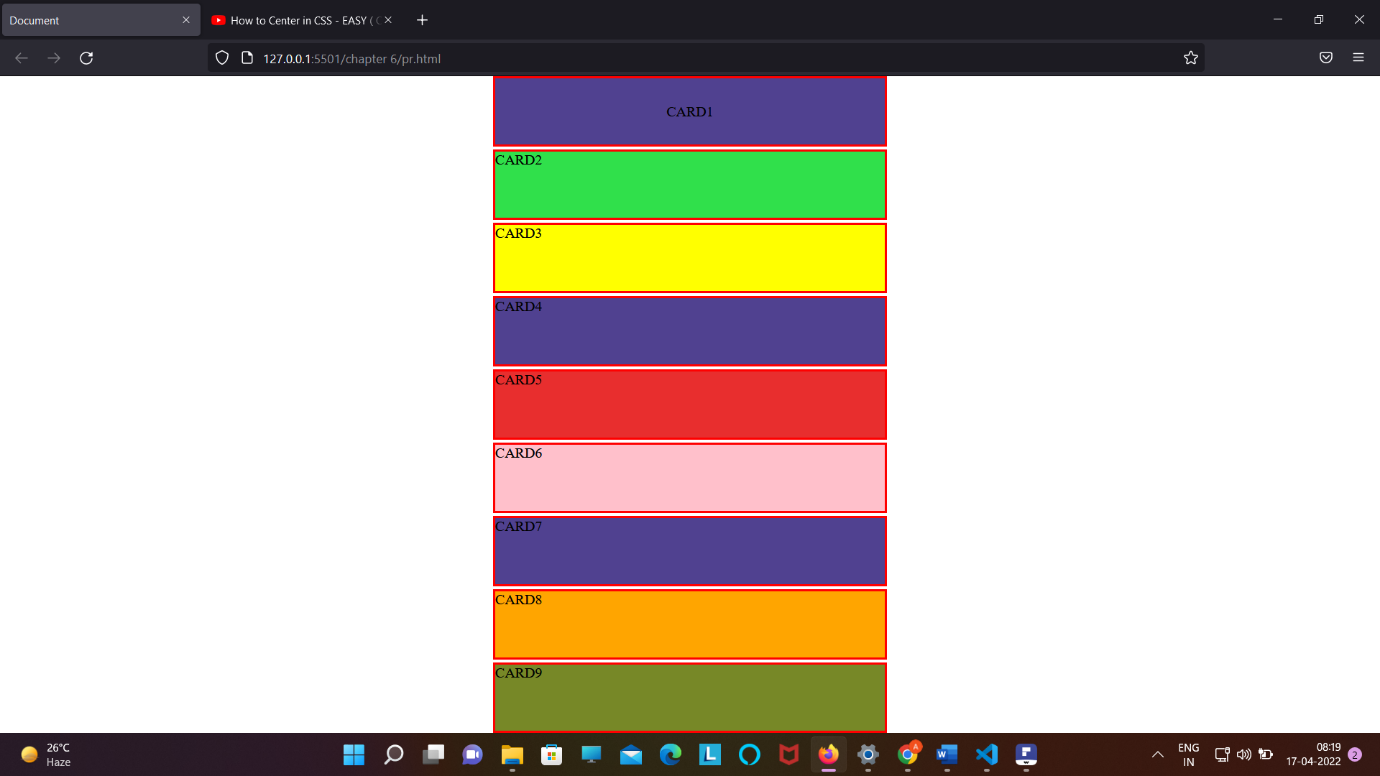 Document
How to Center in CSS - EASY (
127.0.0.1:5501/chapter 6/pr.html
CARD1
CARD2
CARD3
CARD4
CARD5
CARD6
CARD7
CARD8
CARD9
26°C
Haze
A
L
W
ENG
IN
08:19
17-04-2022
2